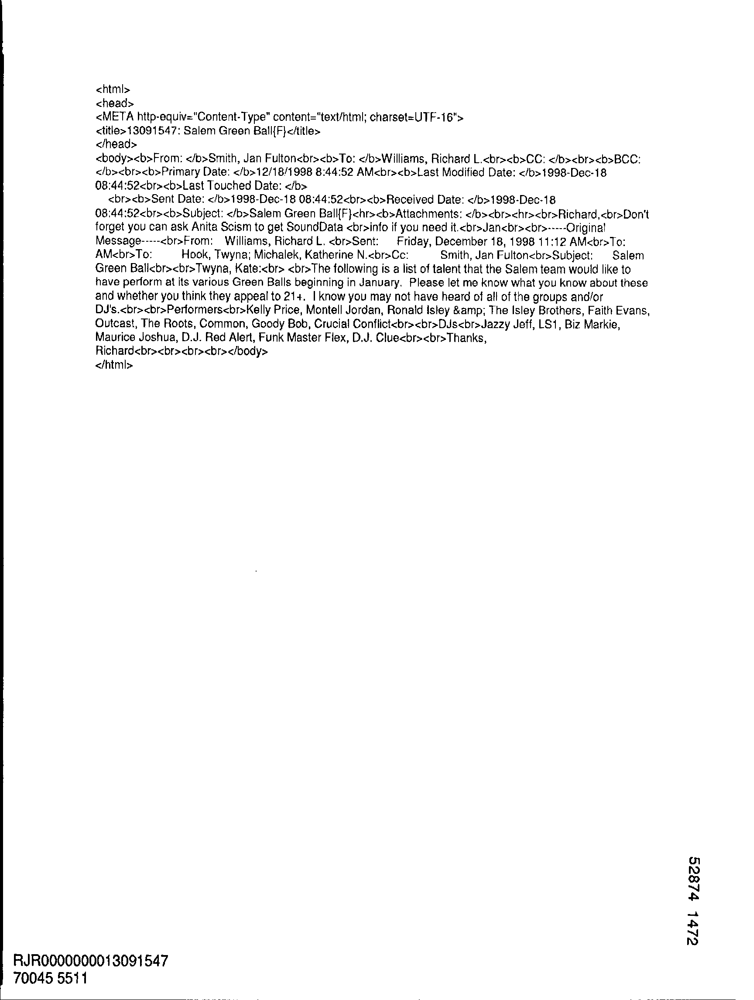 <html>
<head>
<META http-equiv="Content-Type" content="text/html; charset=UTF-16">
<title>13091547: Salem Green Ball{F}</title>
</head>
<body><b>From: </b>Smith, Jan Fulton<br><b>To: </b>Williams, Richard L.<br><b>CC: </b><br><b>BCC:
</b><br><b>Primary Date: </b>12/18/1998 8:44:52 AM<br><b>Last Modified Date: </b>1998-Dec-18
08:44:52<br><b>Last Touched Date: </b>
<br><b>Sent Date: </b>1998-Dec-18 08:44:52<br><b>Received Date: </b>1998-Dec-18
08:44:52<br><b>Subject: </b>Salem Green Ball{F}<hr><b>Attachments: </b><br><hr><br>Richard,<br>Don't
forget you can ask Anita Scism to get SoundData <br>info if you need it.<br>Jan<br><br>-----Original
Message-----<br>From: Williams, Richard L. <br>Sent: Friday, December 18, 1998 11:12 AM<br>To:
AM<br>To: Hook, Twyna; Michalek, Katherine N.<br>Cc: Smith, Jan Fulton<br>Subject: Salem
Green Ball<br><br>Twyna, Kate:<br> <br>The following is a list of talent that the Salem team would like to
have perform at its various Green Balls beginning in January. Please let me know what you know about these
and whether you think they appeal to 21+. I know you may not have heard of all of the groups and/or
DJ's.<br><br>Performers<br>Kelly Price, Montell Jordan, Ronald Isley &amp; The Isley Brothers, Faith Evans,
Outcast, The Roots, Common, Goody Bob, Crucial Conflict<br><br>DJs<br>Jazzy Jeff, LS1, Biz Markie,
Maurice Joshua, D.J. Red Alert, Funk Master Flex, D.J. Clue<br><br>Thanks,
Richard<br><br><br><br></body>
</html>
52874 1472
RJR0000000013091547
70045 5511